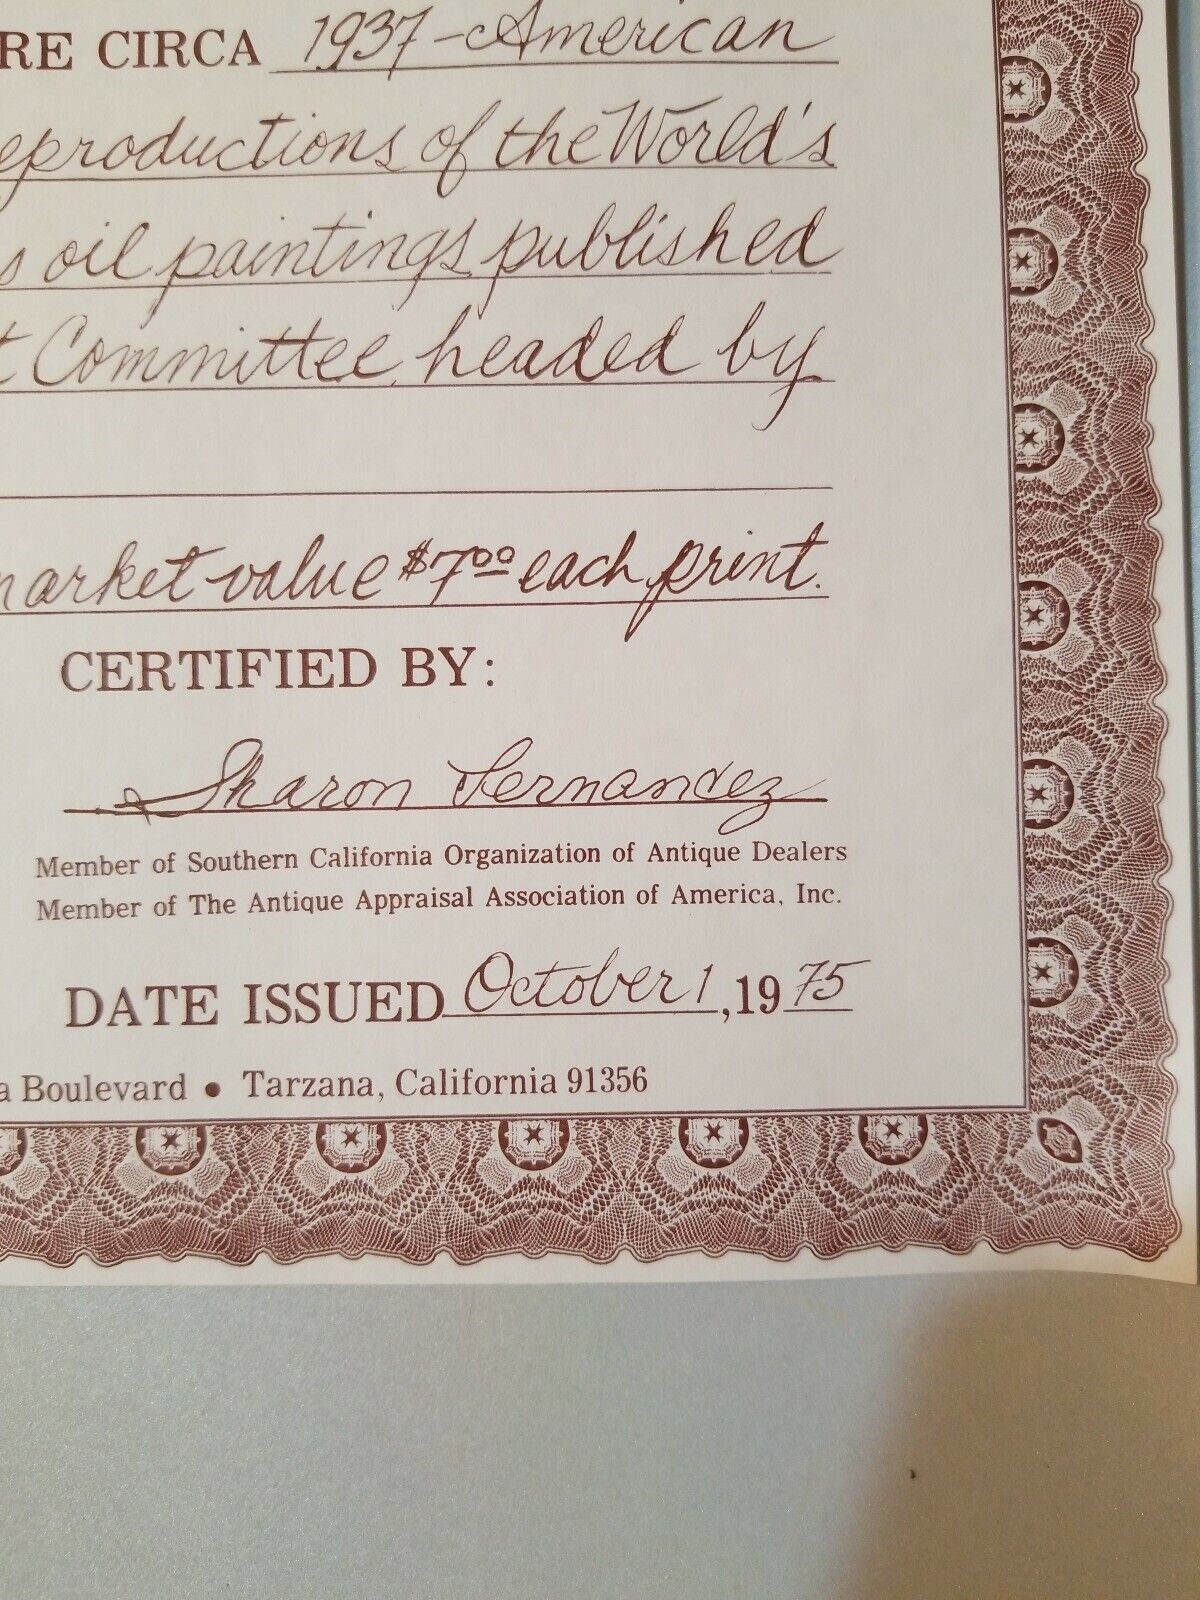 RE CIRCA 1937-American
eproductions of the World's
s oil paintings published
t Committee headed by
market value $7.00 each print.
CERTIFIED BY:
Sharon Fernandez
Member of Southern California Organization of Antique Dealers
Member of The Antique Appraisal Association of America, Inc.
DATE ISSUED October 1, 1975
a Boulevard • Tarzana, California 91356